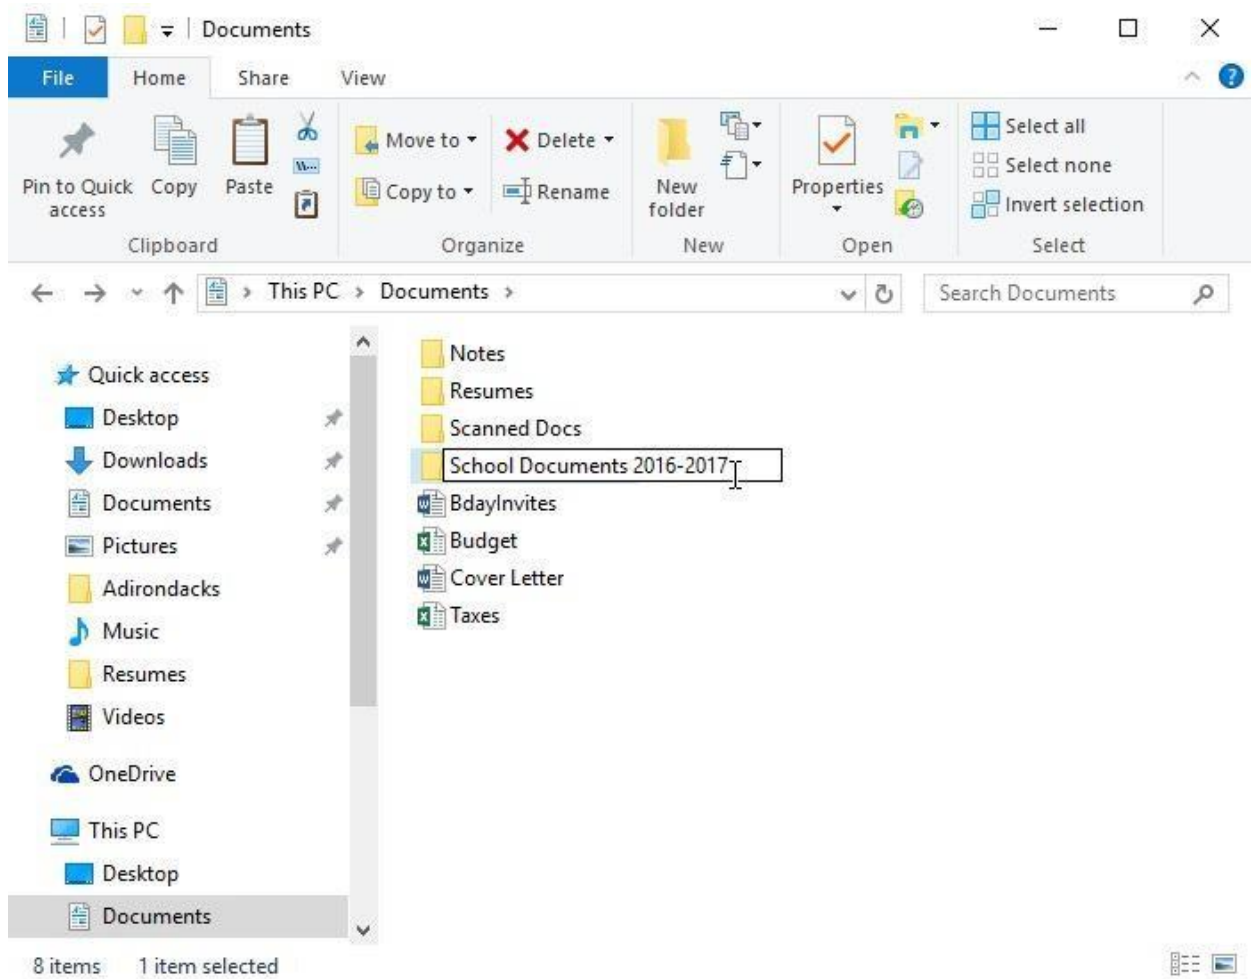 Documents
File Home Share View
Pin to Quick access
Copy
Paste
Clipboard
Move to
Copy to
Delete
Rename
Organize
New folder
New
Properties
Open
Select all
Select none
Invert selection
Select
This PC > Documents >
Search Documents
Quick access
Desktop
Downloads
Documents
Pictures
Adirondacks
Music
Resumes
Videos
OneDrive
This PC
Desktop
Documents
Notes
Resumes
Scanned Docs
School Documents 2016-2017
BdayInvites
Budget
Cover Letter
Taxes
8 items 1 item selected